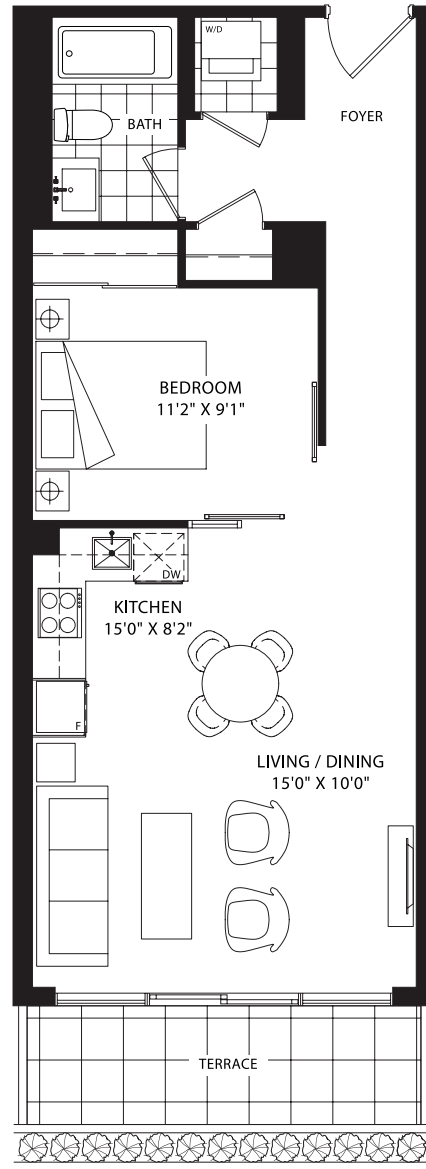 W/D
FOYER
BATH
BEDROOM
11'2" X 9'1"
DW
KITCHEN
15'0" X 8'2"
F
LIVING / DINING
15'0" X 10'0"
TERRACE